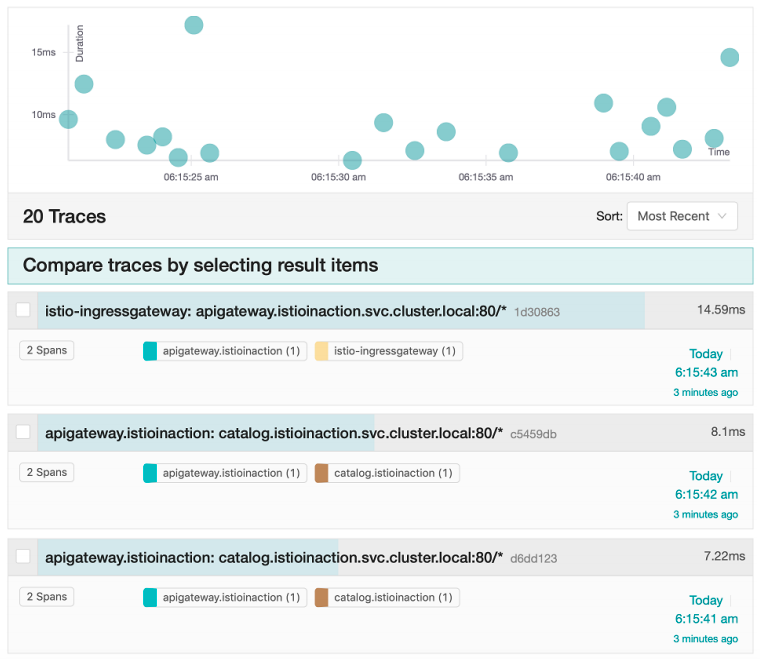 Duration
15ms
10ms
Time
06:15:25 am 06:15:30 am 06:15:35 am 06:15:40 am
20 Traces Sort: Most Recent
Compare traces by selecting result items
istio-ingressgateway: apigateway.istioinaction.svc.cluster.local:80/* 1d30863 14.59ms
2 Spans apigateway.istioinaction (1) istio-ingressgateway (1) Today
6:15:43 am
3 minutes ago
apigateway.istioinaction: catalog.istioinaction.svc.cluster.local:80/* c5459db 8.1ms
2 Spans apigateway.istioinaction (1) catalog.istioinaction (1) Today
6:15:42 am
3 minutes ago
apigateway.istioinaction: catalog.istioinaction.svc.cluster.local:80/* d6dd123 7.22ms
2 Spans apigateway.istioinaction (1) catalog.istioinaction (1) Today
6:15:41 am
3 minutes ago